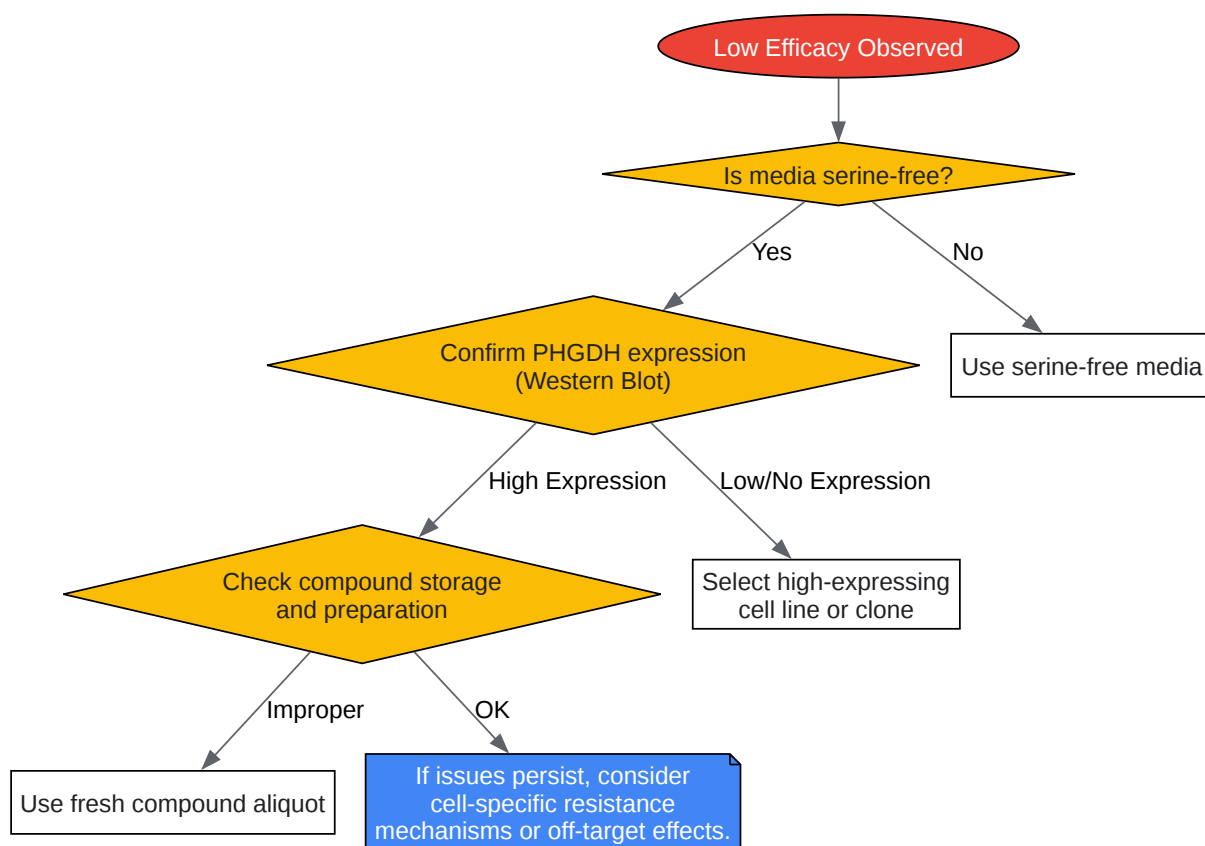 Low Efficacy Observed
Is media serine-free?
Yes
No
Confirm PHGDH expression
(Western Blot)
Use serine-free media
High Expression
Low/No Expression
Check compound storage
and preparation
Select high-expressing
cell line or clone
Improper
OK
Use fresh compound aliquot
If issues persist, consider
cell-specific resistance
mechanisms or off-target effects.